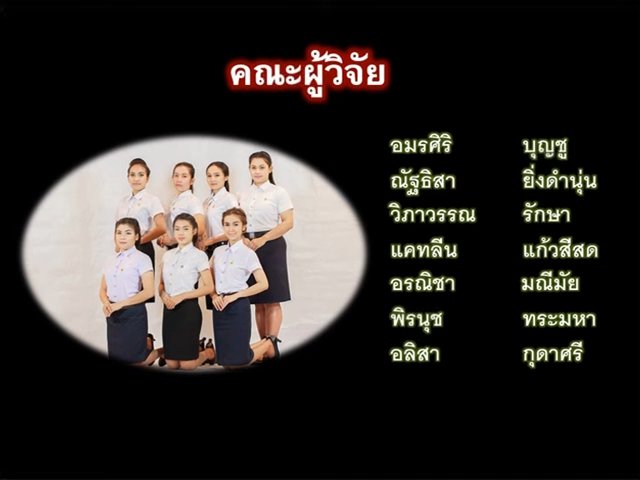 คณะผู้วิจัย
อมรศิริ บุญชู
ณัฐธิสา ยิ่งดำนุ่น
วิภาวรรณ รักษา
แคทลีน แก้วสีสด
อรณิชา มณีมัย
พิรนุช ทระมหา
อลิสา กุดาศรี